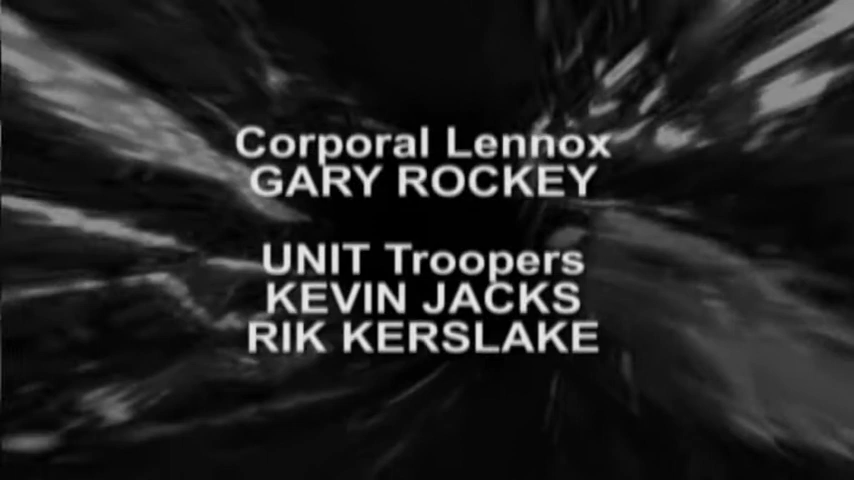 Corporal Lennox
GARY ROCKEY
UNIT Troopers
KEVIN JACKS
RIK KERSLAKE